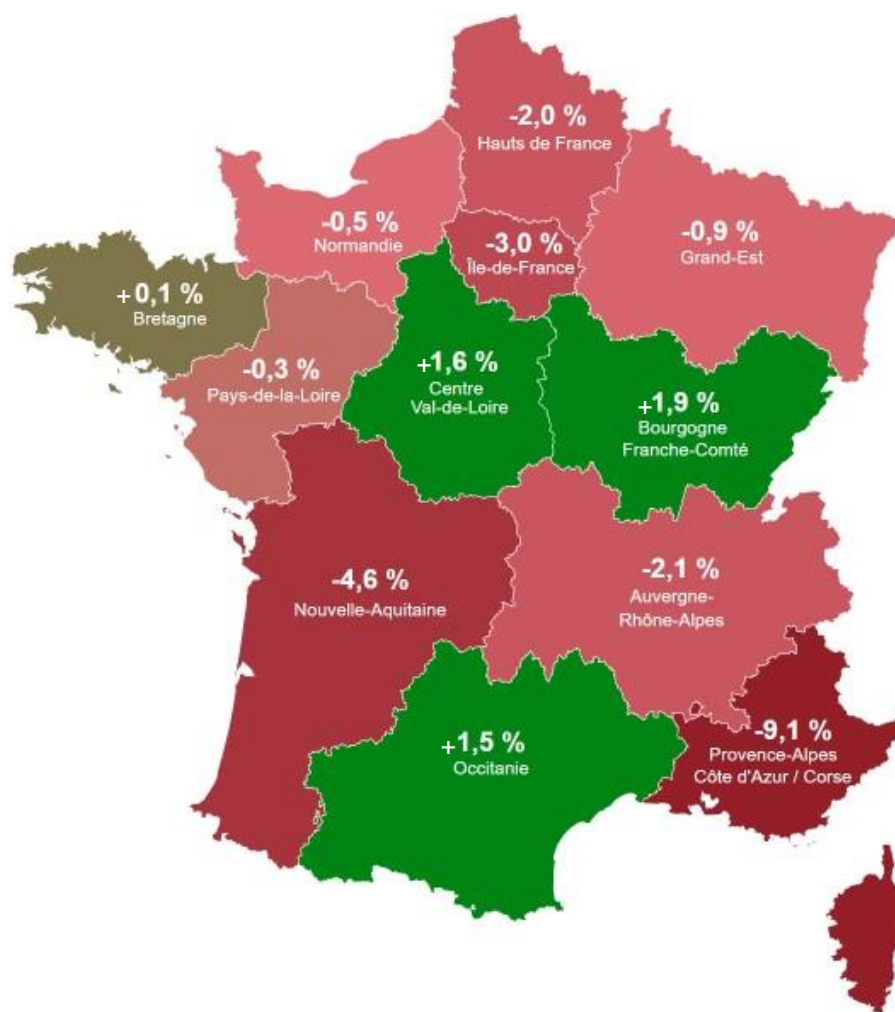 -2,0 %
Hauts de France
-0,5 %
Normandie
-3,0 %
Île-de-France
-0,9 %
Grand-Est
+0,1 %
Bretagne
-0,3 %
Pays-de-la-Loire
+1,6 %
Centre
Val-de-Loire
+1,9 %
Bourgogne
Franche-Comté
-4,6 %
Nouvelle-Aquitaine
-2,1 %
Auvergne-
Rhône-Alpes
+1,5 %
Occitanie
-9,1 %
Provence-Alpes
Côte d'Azur / Corse